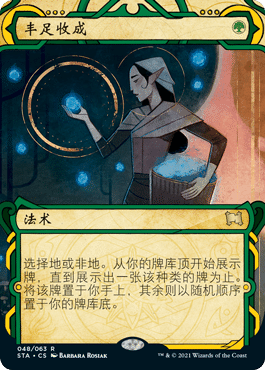 丰足收成
法术
选择地或非地。从你的牌库顶开始展示
牌，直到展示出一张该种类的牌为止。
将该牌置于你手上，其余则以随机顺序
置于你的牌库底。
048/063 R
STA • CS BARBARA ROSIAK
™ & © 2021 Wizards of the Coast